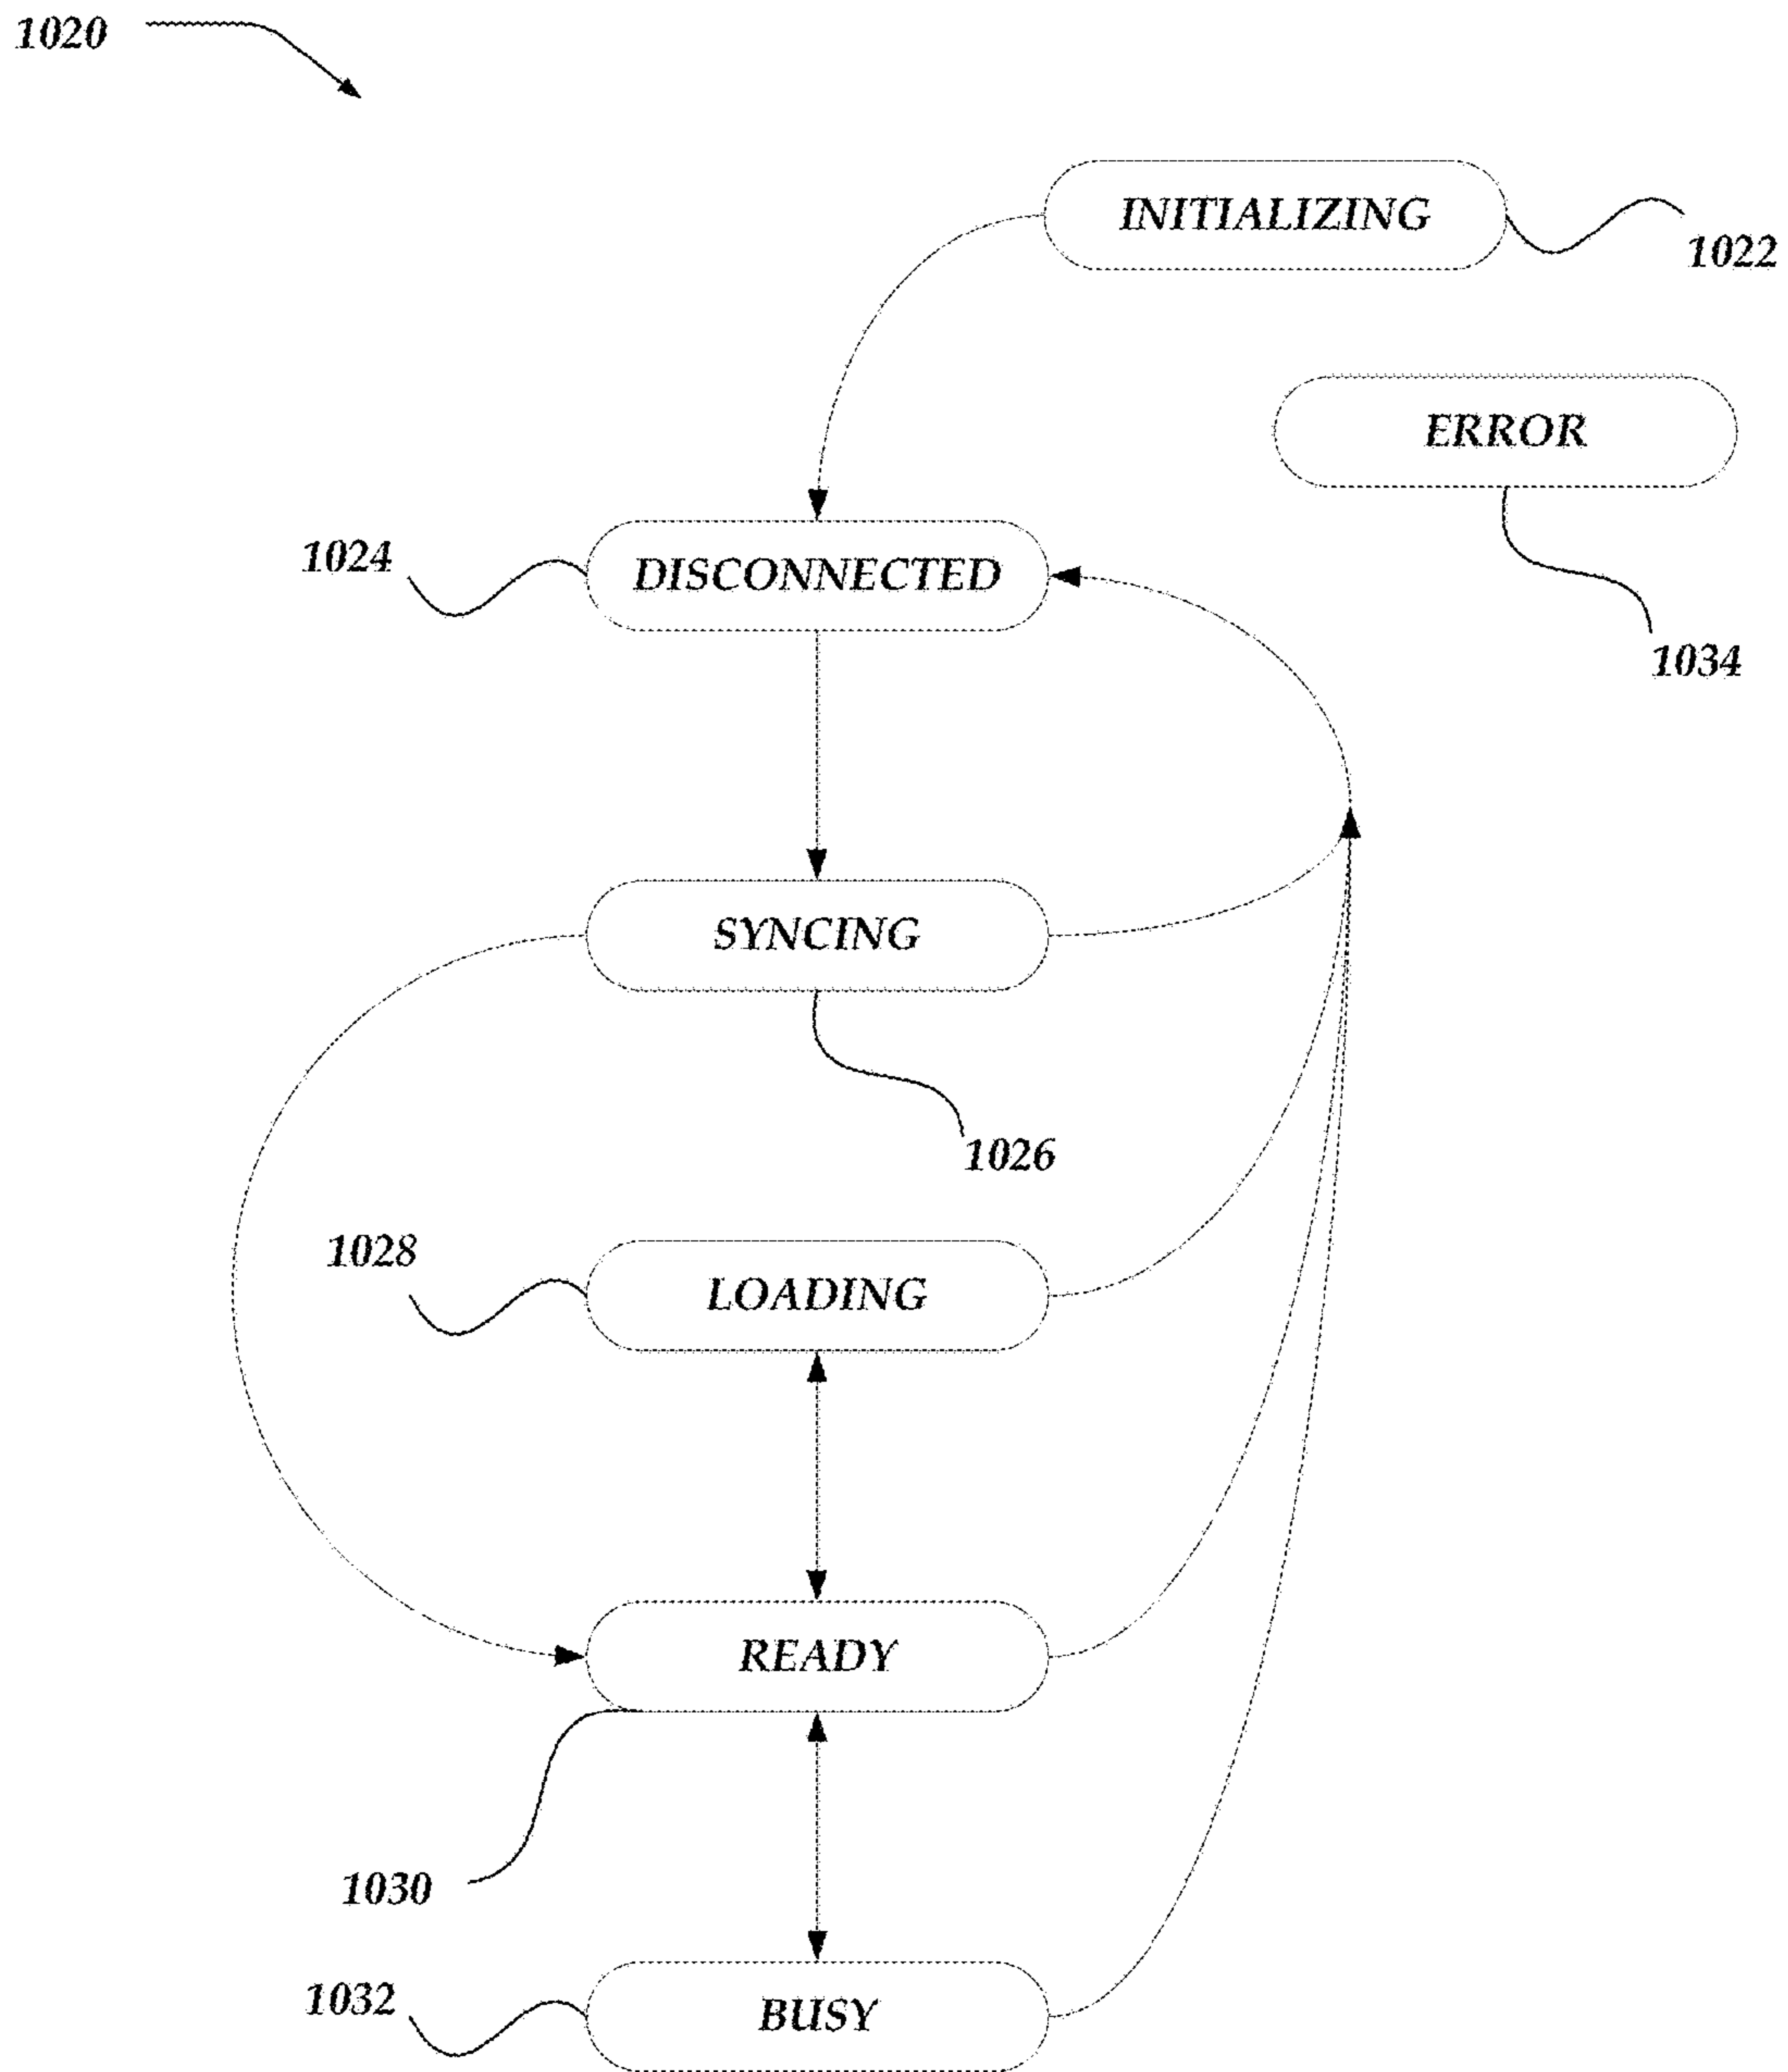 1020
INITIALIZING
1022
ERROR
1024
DISCONNECTED
1034
SYNCING
1026
1028
LOADING
READY
1030
1032
BUSY